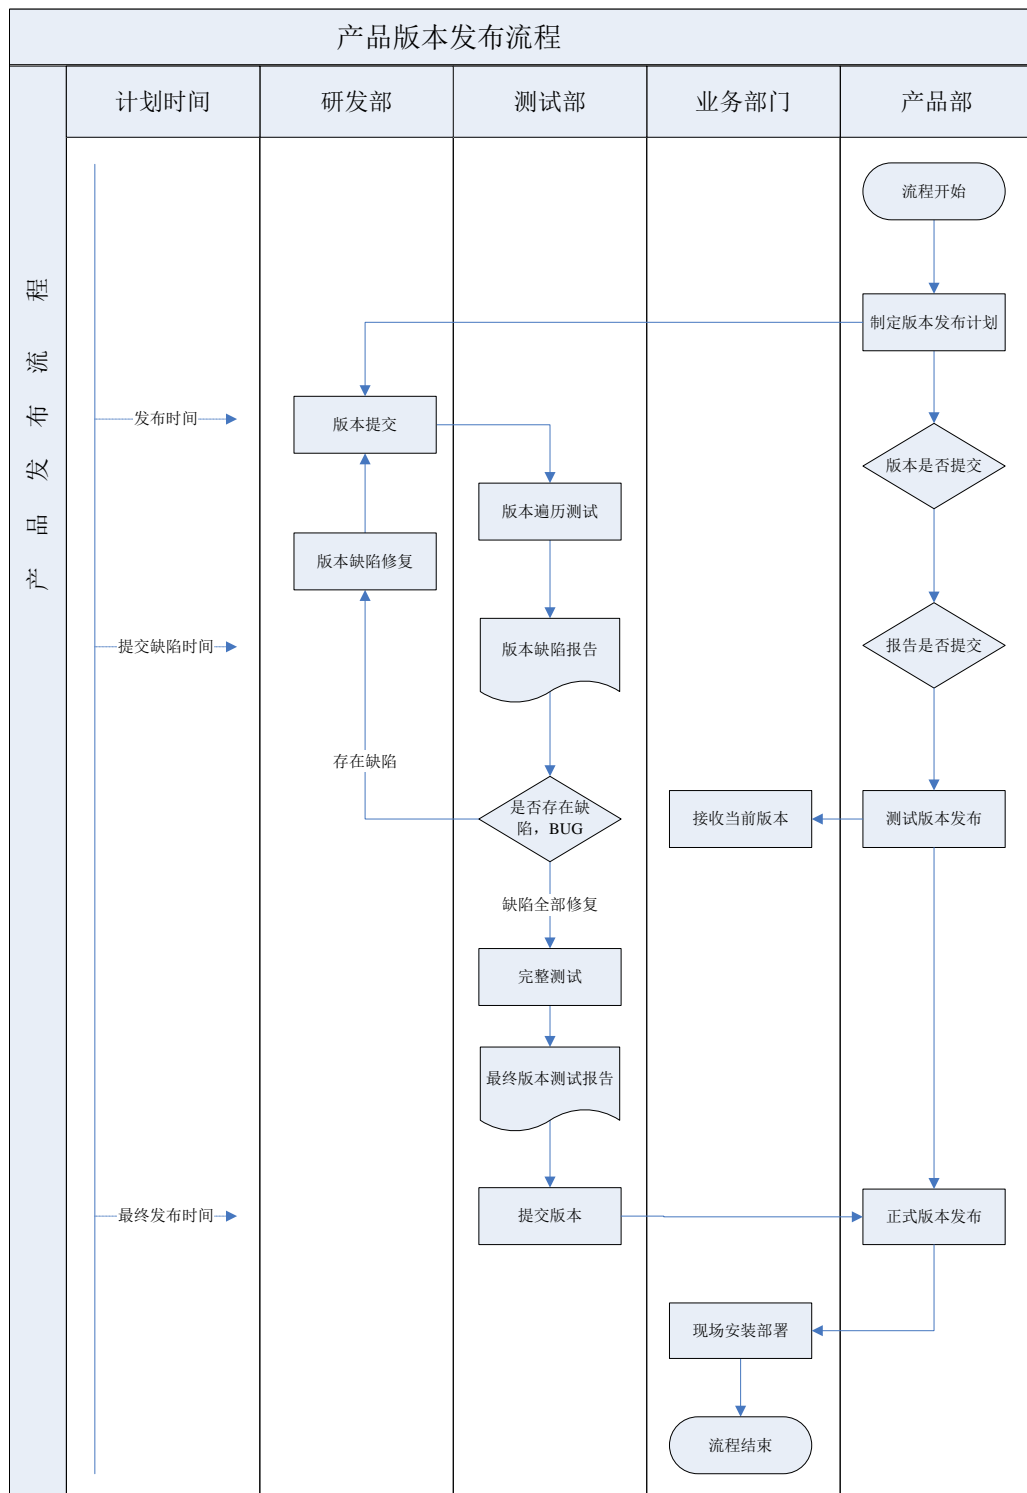 产品版本发布流程
计划时间
研发部
测试部
业务部门
产品部
产品发布流程
流程开始
制定版本发布计划
发布时间
版本提交
版本是否提交
版本遍历测试
版本缺陷修复
提交缺陷时间
版本缺陷报告
报告是否提交
存在缺陷
是否存在缺
陷，BUG
接收当前版本
测试版本发布
缺陷全部修复
完整测试
最终版本测试报告
最终发布时间
提交版本
正式版本发布
现场安装部署
流程结束